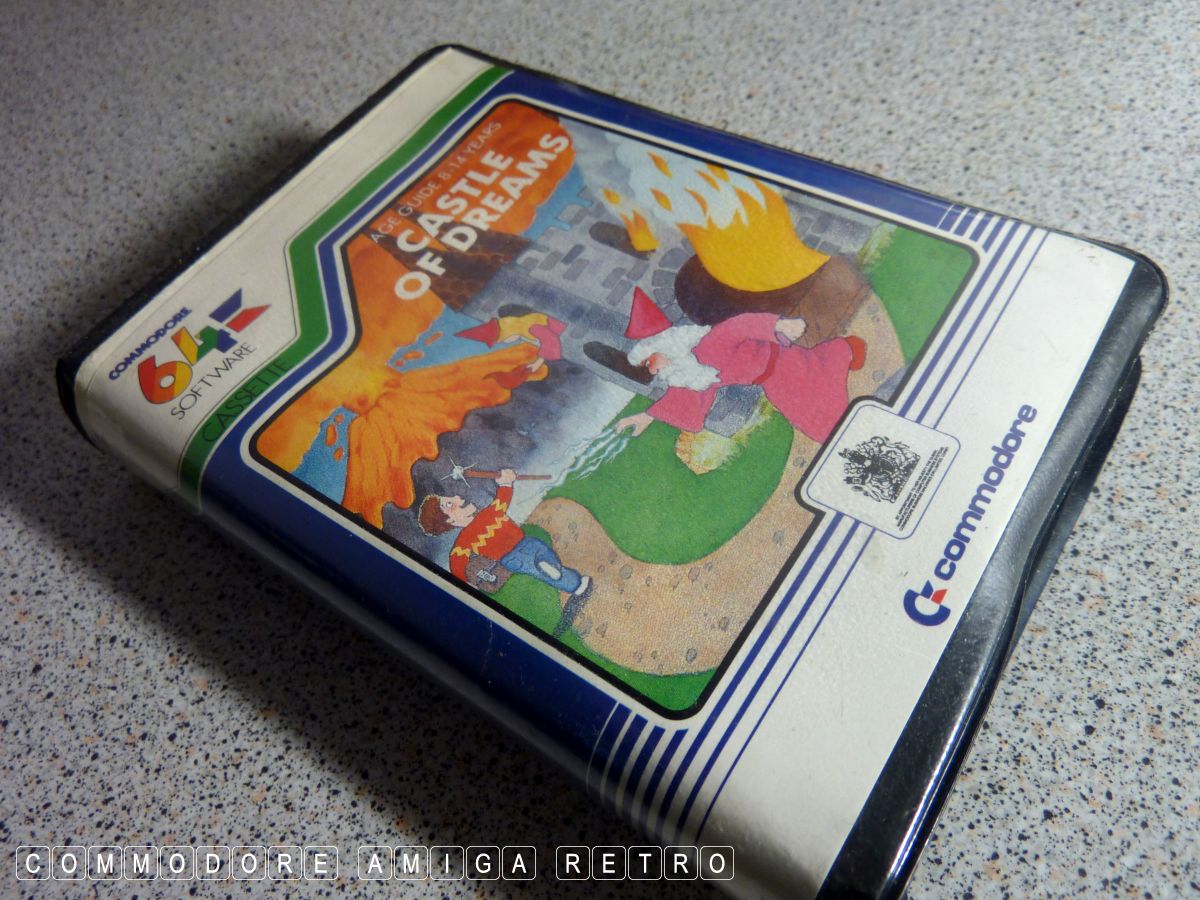 COMMODORE
64
SOFTWARE
CASSETTE
AGE GUIDE 8-14 YEARS
CASTLE
OF DREAMS
commodore
COMMODORE AMIGA RETRO